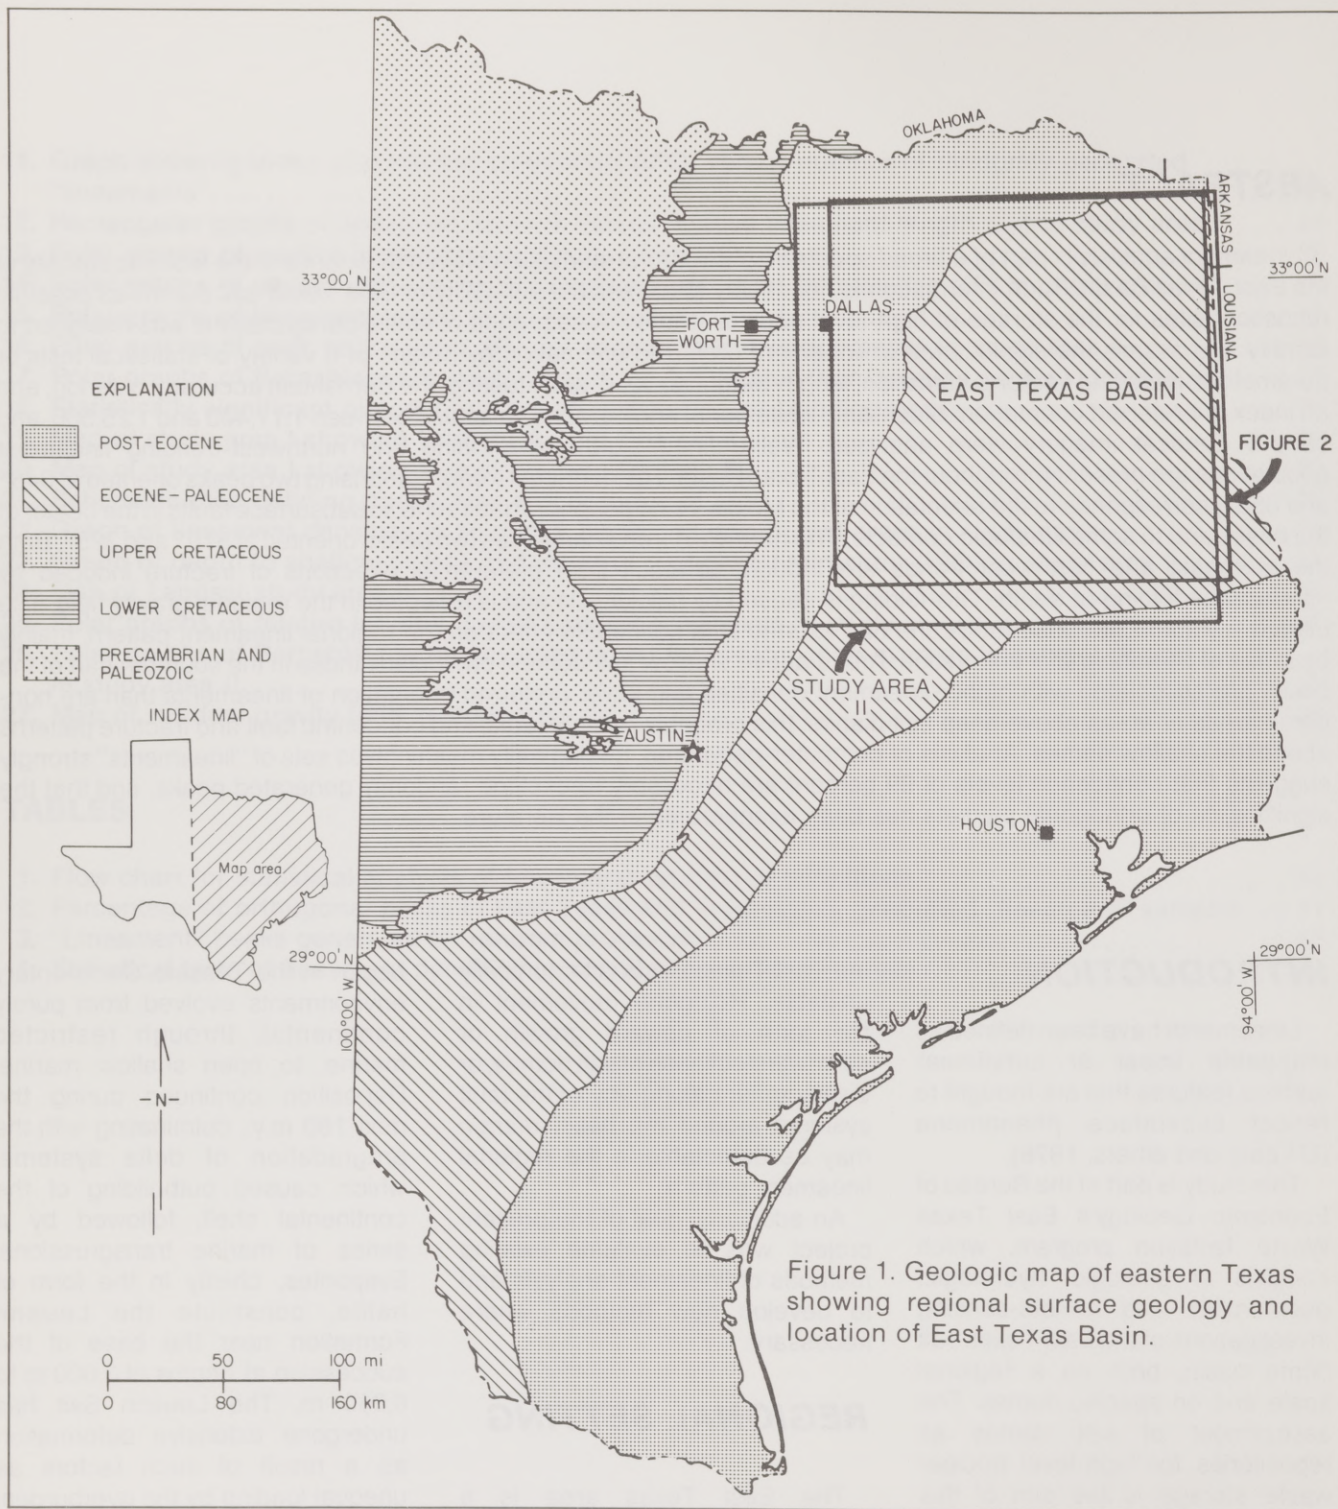 OKLAHOMA
ARKANSAS
LOUISIANA
33°00'N
33°00'N
FORT
WORTH
DALLAS
EAST TEXAS BASIN
FIGURE 2
EXPLANATION
POST-EOCENE
EOCENE-PALEOCENE
UPPER CRETACEOUS
LOWER CRETACEOUS
PRECAMBRIAN AND
PALEOZOIC
STUDY AREA
II
INDEX MAP
Map area
AUSTIN
HOUSTON
29°00'N
29°00'N
100°00' W
94°00' W
-N-
Figure 1. Geologic map of eastern Texas
showing regional surface geology and
location of East Texas Basin.
0 50 100 mi
0 80 160 km